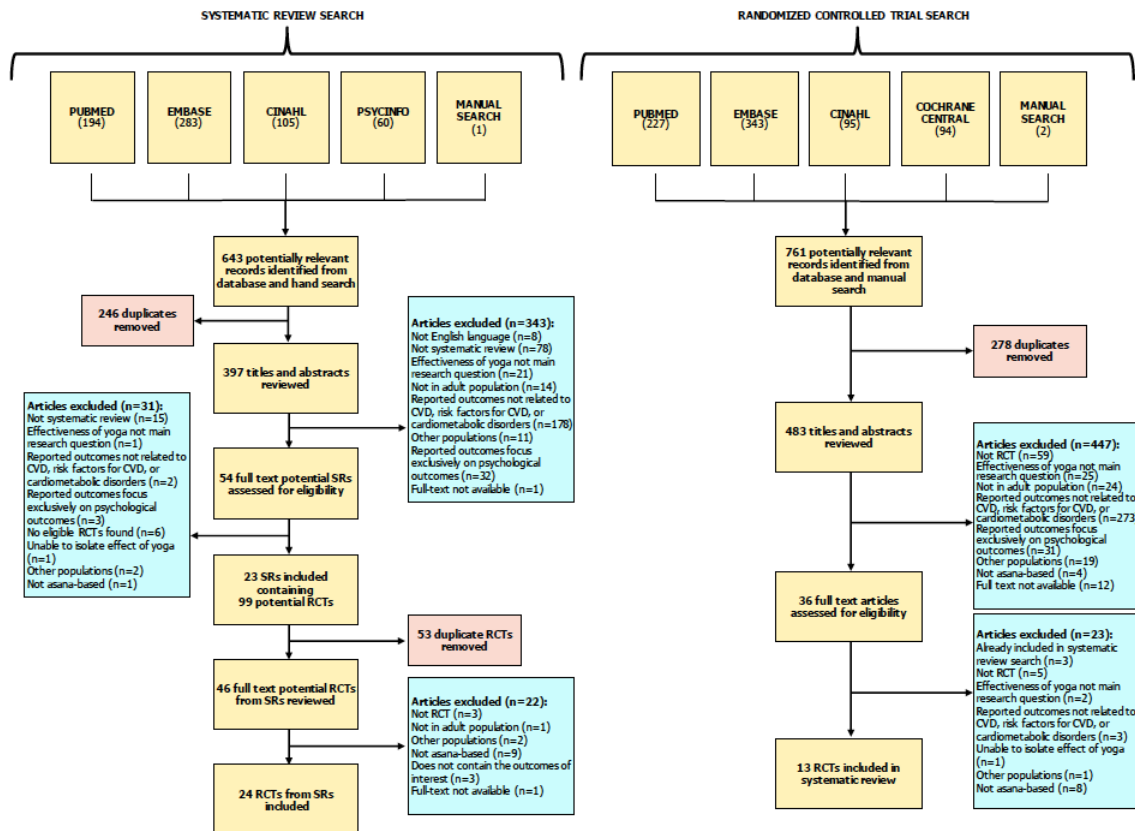 SYSTEMATIC REVIEW SEARCH
PUBMED
(194)
EMBASE
(283)
CINAHL
(105)
PSYCINFO
(60)
MANUAL
SEARCH
(1)
643 potentially relevant
records identified from
database and hand search
246 duplicates
removed
397 titles and abstracts
reviewed
Articles excluded (n=343):
Not English language (n=8)
Not systematic review (n=78)
Effectiveness of yoga not main
research question (n=21)
Not in adult population (n=14)
Reported outcomes not related to
CVD, risk factors for CVD, or
cardiometabolic disorders (n=178)
Other populations (n=11)
Reported outcomes focus
exclusively on psychological
outcomes (n=32)
Full-text not available (n=1)
54 full text potential SRs
assessed for eligibility
Articles excluded (n=31):
Not systematic review (n=15)
Effectiveness of yoga not main
research question (n=1)
Reported outcomes not related to
CVD, risk factors for CVD, or
cardiometabolic disorders (n=2)
Reported outcomes focus
exclusively on psychological
outcomes (n=3)
No eligible RCTs found (n=6)
Unable to isolate effect of yoga
(n=1)
Other populations (n=2)
Not asana-based (n=1)
23 SRs included
containing
99 potential RCTs
53 duplicate RCTs
removed
46 full text potential RCTs
from SRs reviewed
Articles excluded (n=22):
Not RCT (n=3)
Not in adult population (n=1)
Other populations (n=2)
Not asana-based (n=9)
Does not contain the outcomes of
interest (n=3)
Full-text not available (n=1)
24 RCTs from SRs
included
RANDOMIZED CONTROLLED TRIAL SEARCH
PUBMED
(227)
EMBASE
(343)
CINAHL
(95)
COCHRANE
CENTRAL
(94)
MANUAL
SEARCH
(2)
761 potentially relevant
records identified from
database and manual
search
278 duplicates
removed
483 titles and abstracts
reviewed
Articles excluded (n=447):
Not RCT (n=59)
Effectiveness of yoga not main
research question (n=25)
Not in adult population (n=24)
Reported outcomes not related to
CVD, risk factors for CVD, or
cardiometabolic disorders (n=273
Reported outcomes focus
exclusively on psychological
outcomes (n=31)
Other populations (n=19)
Not asana-based (n=4)
Full text not available (n=12)
36 full text articles
assessed for eligibility
Articles excluded (n=23):
Already included in systematic
review search (n=3)
Not RCT (n=5)
Effectiveness of yoga not main
research question (n=2)
Reported outcomes not related to
CVD, risk factors for CVD, or
cardiometabolic disorders (n=3)
Unable to isolate effect of yoga
(n=1)
Other populations (n=1)
Not asana-based (n=8)
13 RCTs included in
systematic review